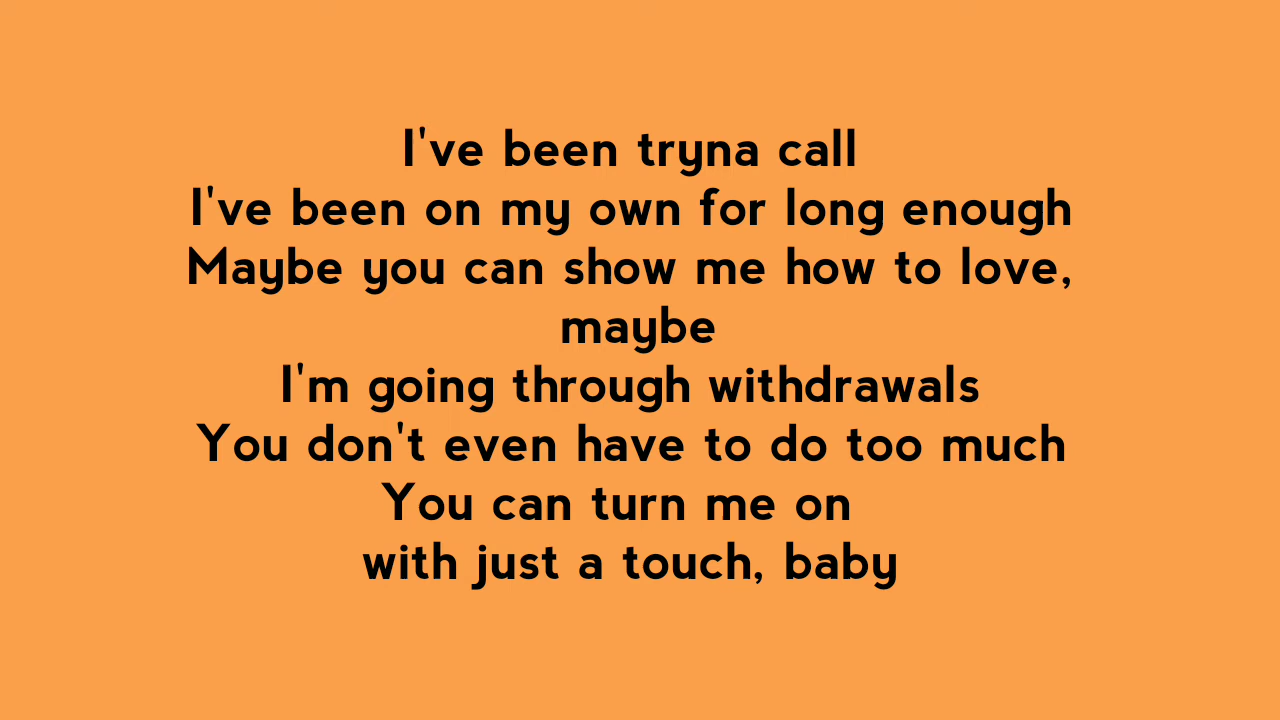 I've been tryna call
I've been on my own for long enough
Maybe you can show me how to love,
maybe
I'm going through withdrawals
You don't even have to do too much
You can turn me on
with just a touch, baby